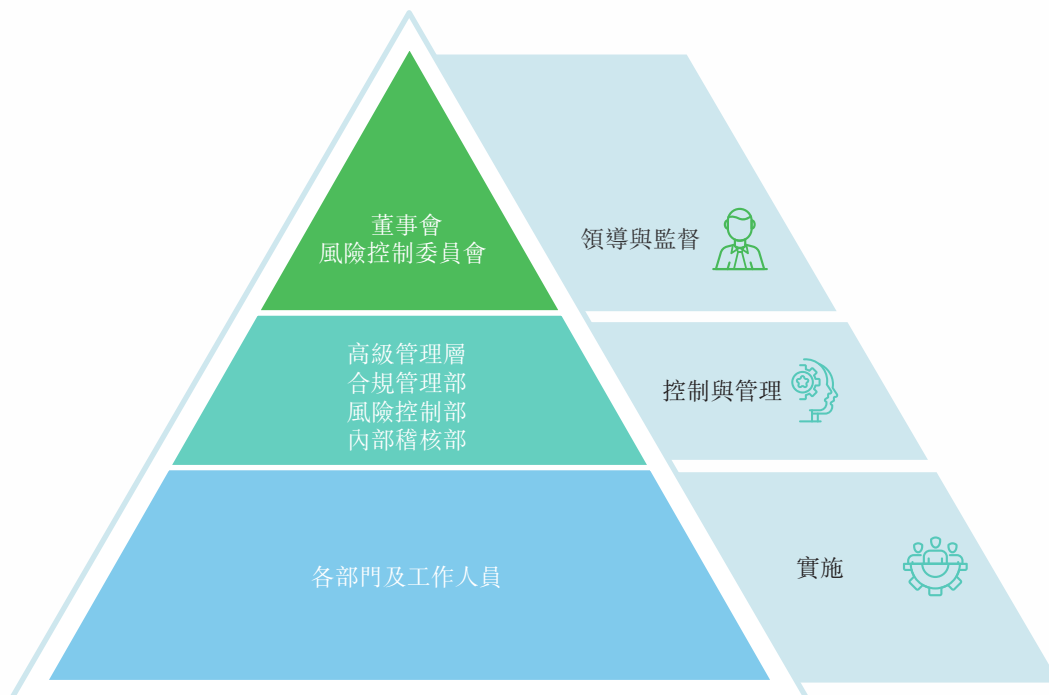 董事會
風險控制委員會
領導與監督
高級管理層
合規管理部
風險控制部
內部稽核部
控制與管理
各部門及工作人員
實施